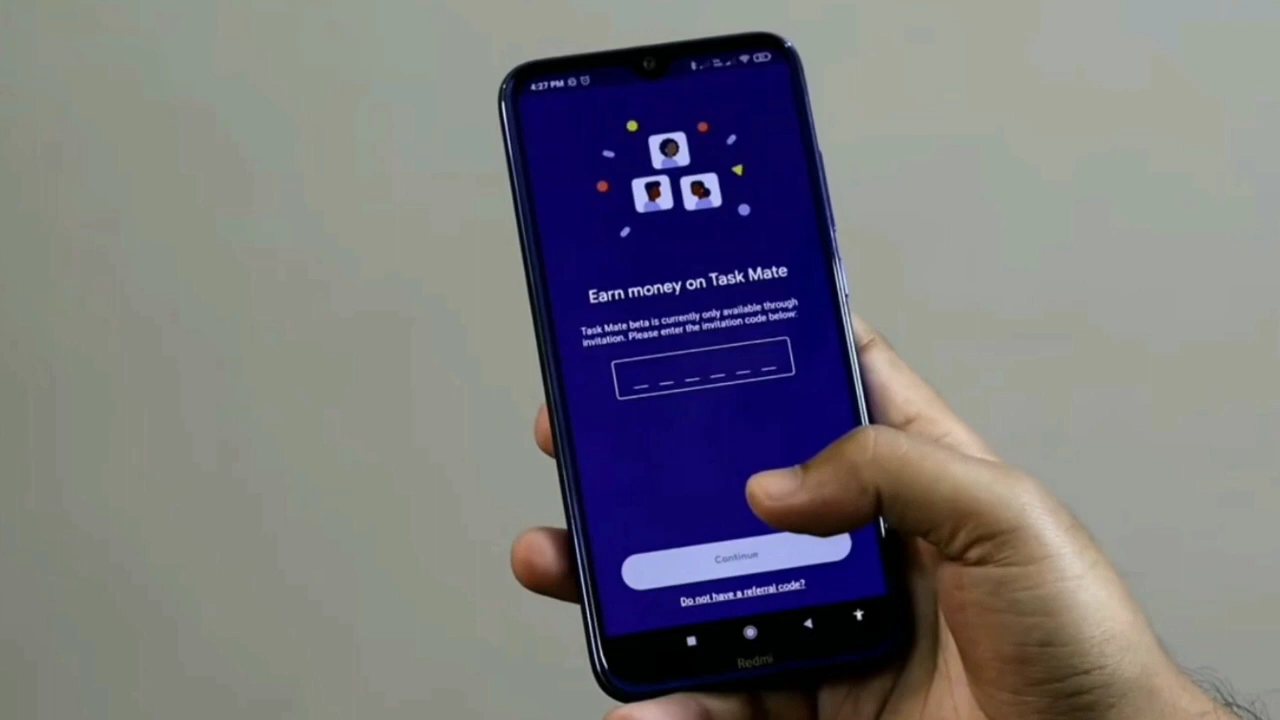 4:27 PM
Earn money on Task Mate
Task Mate beta is currently only available through
invitation. Please enter the invitation code below:
Continue
Do not have a referral code?
Redmi